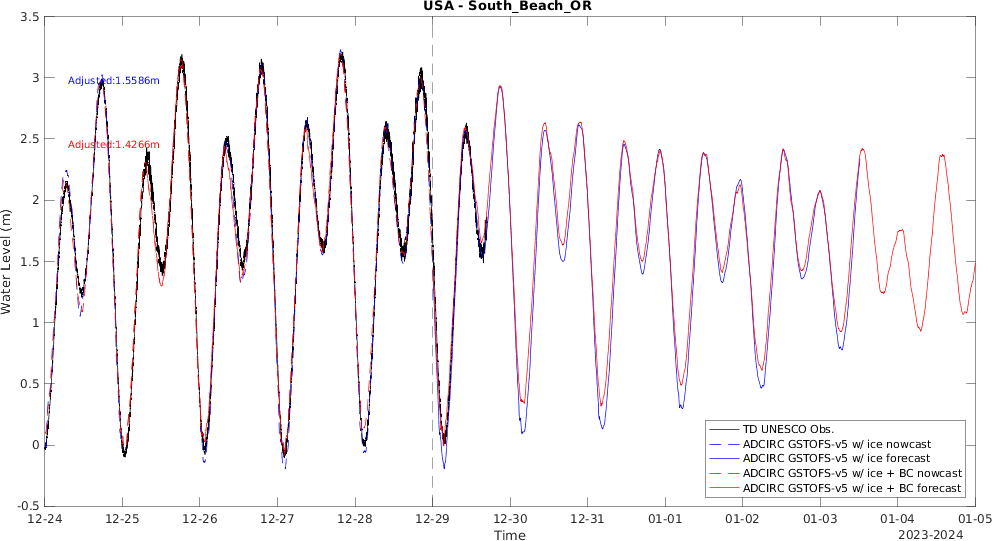 USA - South_Beach_OR
3.5
3
2.5
2
1.5
1
0.5
0
-0.5
Water Level (m)
Adjusted:1.5586m
Adjusted:1.4266m
TD UNESCO Obs.
ADCIRC GSTOFS-v5 w/ ice nowcast
ADCIRC GSTOFS-v5 w/ ice forecast
ADCIRC GSTOFS-v5 w/ ice + BC nowcast
ADCIRC GSTOFS-v5 w/ ice + BC forecast
12-24 12-25 12-26 12-27 12-28 12-29 12-30 12-31 01-01 01-02 01-03 01-04 01-05
Time
2023-2024